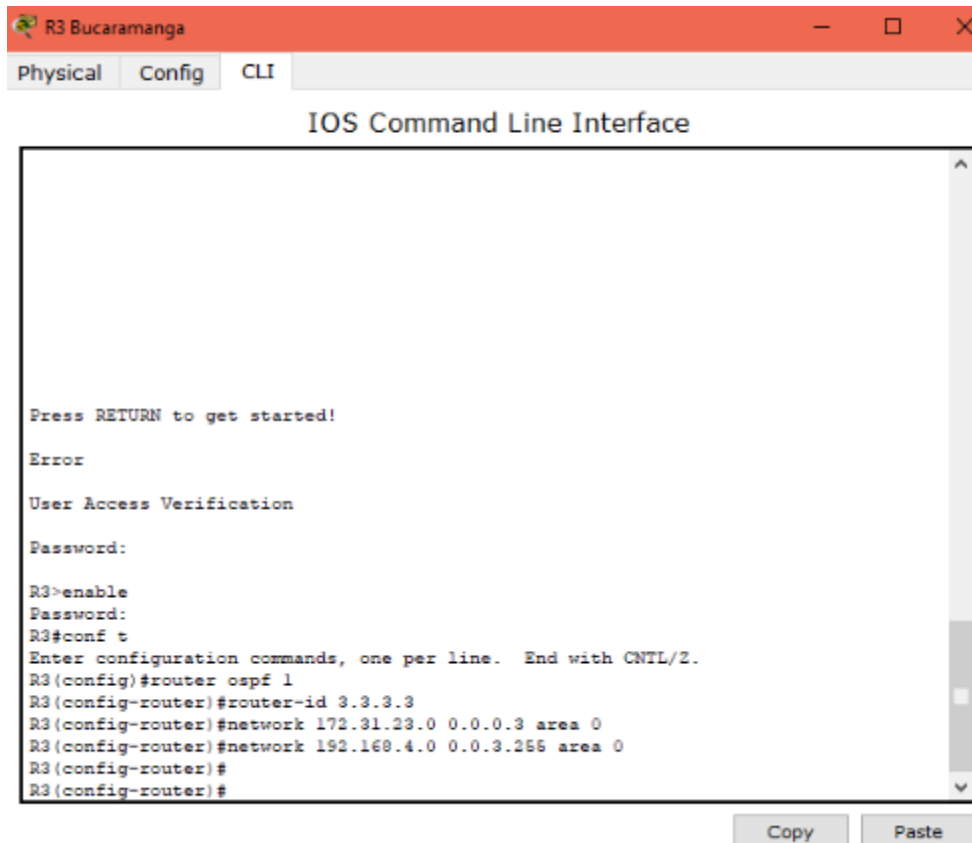 R3 Bucaramanga
Physical Config CLI
IOS Command Line Interface
Press RETURN to get started!
Error
User Access Verification
Password:
R3>enable
Password:
R3#conf t
Enter configuration commands, one per line.  End with CNTL/Z.
R3(config)#router ospf 1
R3(config-router)#router-id 3.3.3.3
R3(config-router)#network 172.31.23.0 0.0.0.3 area 0
R3(config-router)#network 192.168.4.0 0.0.3.255 area 0
R3(config-router)#
R3(config-router)#
Copy Paste